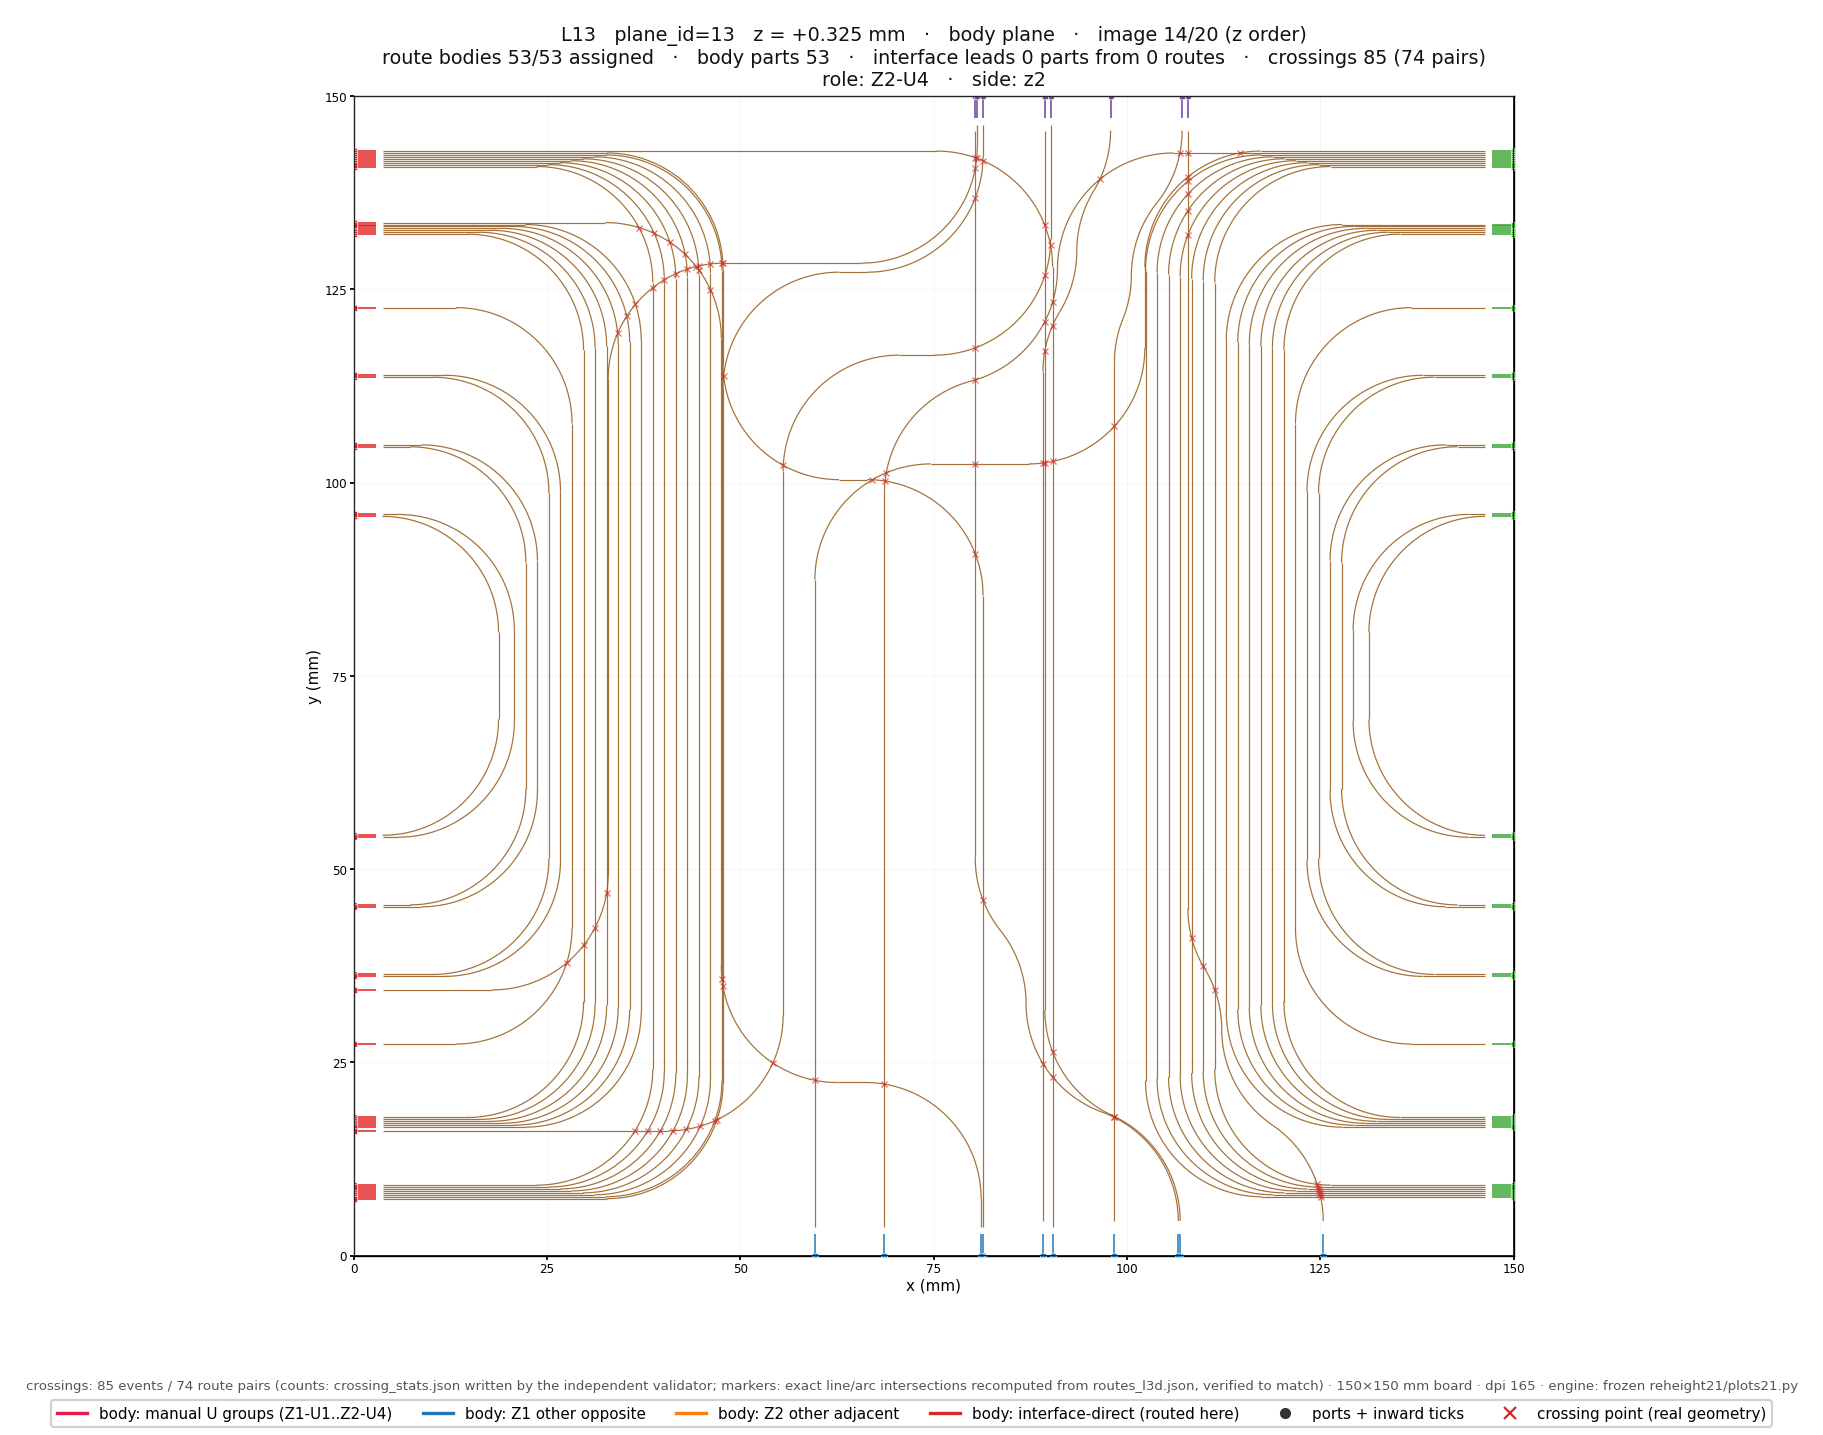 L13   plane_id=13   z = +0.325 mm   ·   body plane   ·   image 14/20 (z order)
route bodies 53/53 assigned   ·   body parts 53   ·   interface leads 0 parts from 0 routes   ·   crossings 85 (74 pairs)
role: Z2-U4   ·   side: z2
150
125
100
75
50
25
0
y (mm)
0 25 50 75 100 125 150
x (mm)
crossings: 85 events / 74 route pairs (counts: crossing_stats.json written by the independent validator; markers: exact line/arc intersections recomputed from routes_l3d.json, verified to match) · 150×150 mm board · dpi 165 · engine: frozen reheight21/plots21.py
body: manual U groups (Z1-U1..Z2-U4)   body: Z1 other opposite   body: Z2 other adjacent   body: interface-direct (routed here)   ports + inward ticks   crossing point (real geometry)